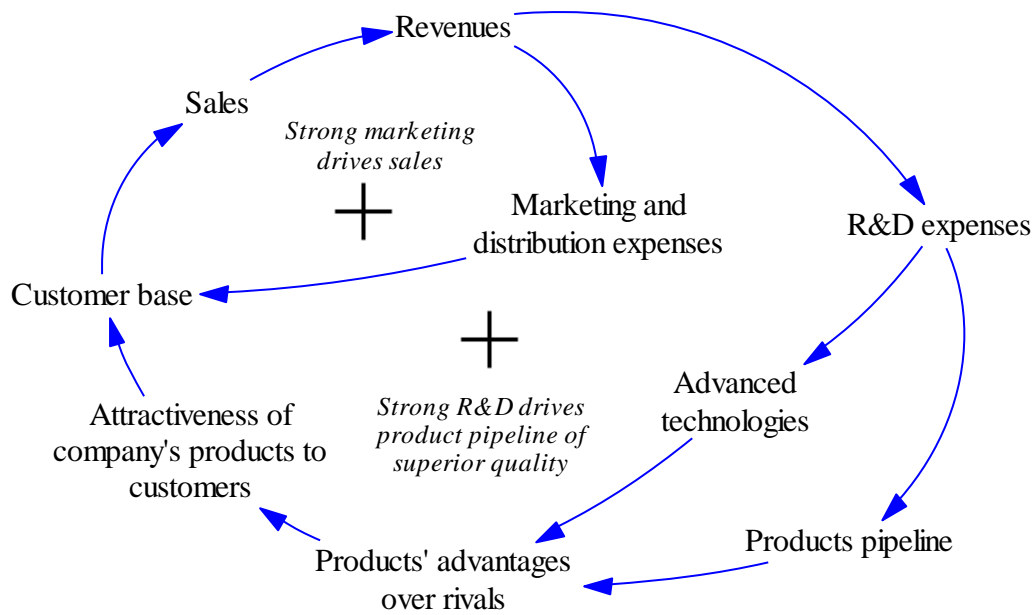 Revenues
Sales
Strong marketing
drives sales
Marketing and
distribution expenses
R&D expenses
Customer base
Advanced
technologies
Strong R&D drives
product pipeline of
superior quality
Attractiveness of
company's products to
customers
Products pipeline
Products' advantages
over rivals